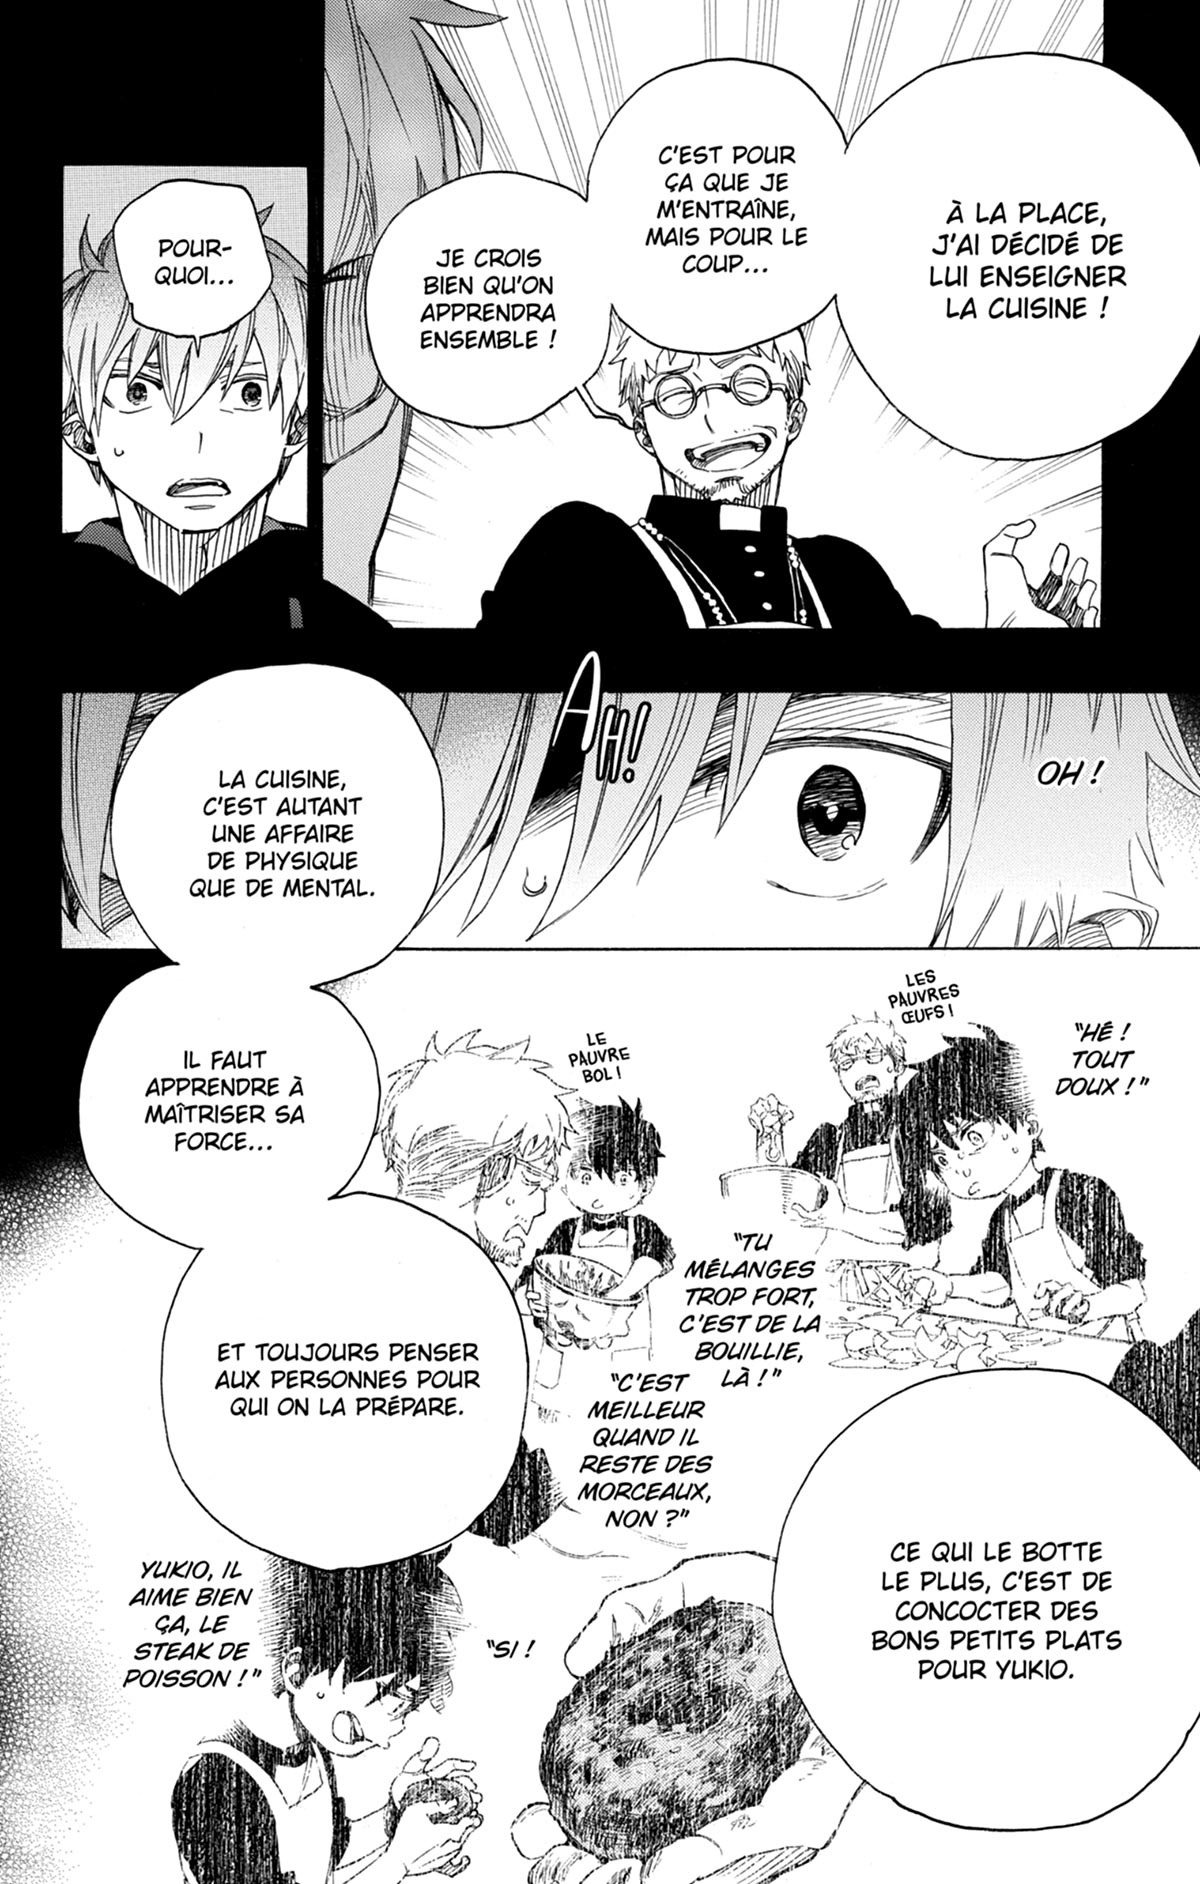 À LA PLACE,
J'AI DÉCIDÉ DE
LUI ENSEIGNER
LA CUISINE !
C'EST POUR
ÇA QUE JE
M'ENTRAÎNE,
MAIS POUR LE
COUP...
JE CROIS
BIEN QU'ON
APPRENDRA
ENSEMBLE !
POUR-
QUOI...
OH !
AH !
LA CUISINE,
C'EST AUTANT
UNE AFFAIRE
DE PHYSIQUE
QUE DE MENTAL.
"HÉ !
TOUT
DOUX !"
LES
PAUVRES
ŒUFS !
LE
PAUVRE
BOL !
IL FAUT
APPRENDRE À
MAÎTRISER SA
FORCE...
"TU
MÉLANGES
TROP FORT,
C'EST DE LA
BOUILLIE,
LÀ !"
"C'EST
MEILLEUR
QUAND IL
RESTE DES
MORCEAUX,
NON ?"
ET TOUJOURS PENSER
AUX PERSONNES POUR
QUI ON LA PRÉPARE.
CE QUI LE BOTTE
LE PLUS, C'EST DE
CONCOCTER DES
BONS PETITS PLATS
POUR YUKIO.
"SI !
YUKIO, IL
AIME BIEN
ÇA, LE
STEAK DE
POISSON !"